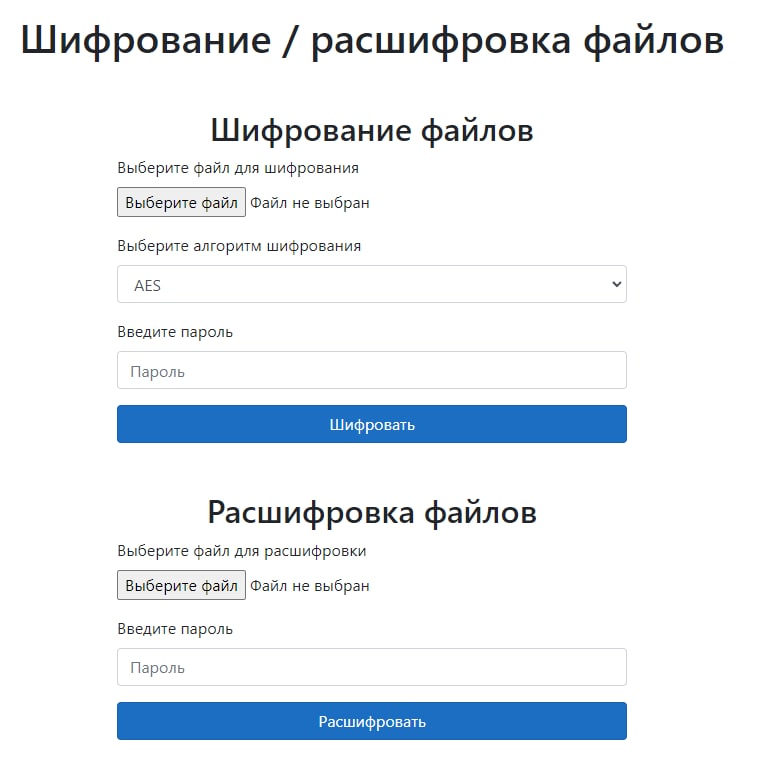 Шифрование / расшифровка файлов
Шифрование файлов
Выберите файл для шифрования
Выберите файл Файл не выбран
Выберите алгоритм шифрования
AES
Введите пароль
Пароль
Шифровать
Расшифровка файлов
Выберите файл для расшифровки
Выберите файл Файл не выбран
Введите пароль
Пароль
Расшифровать